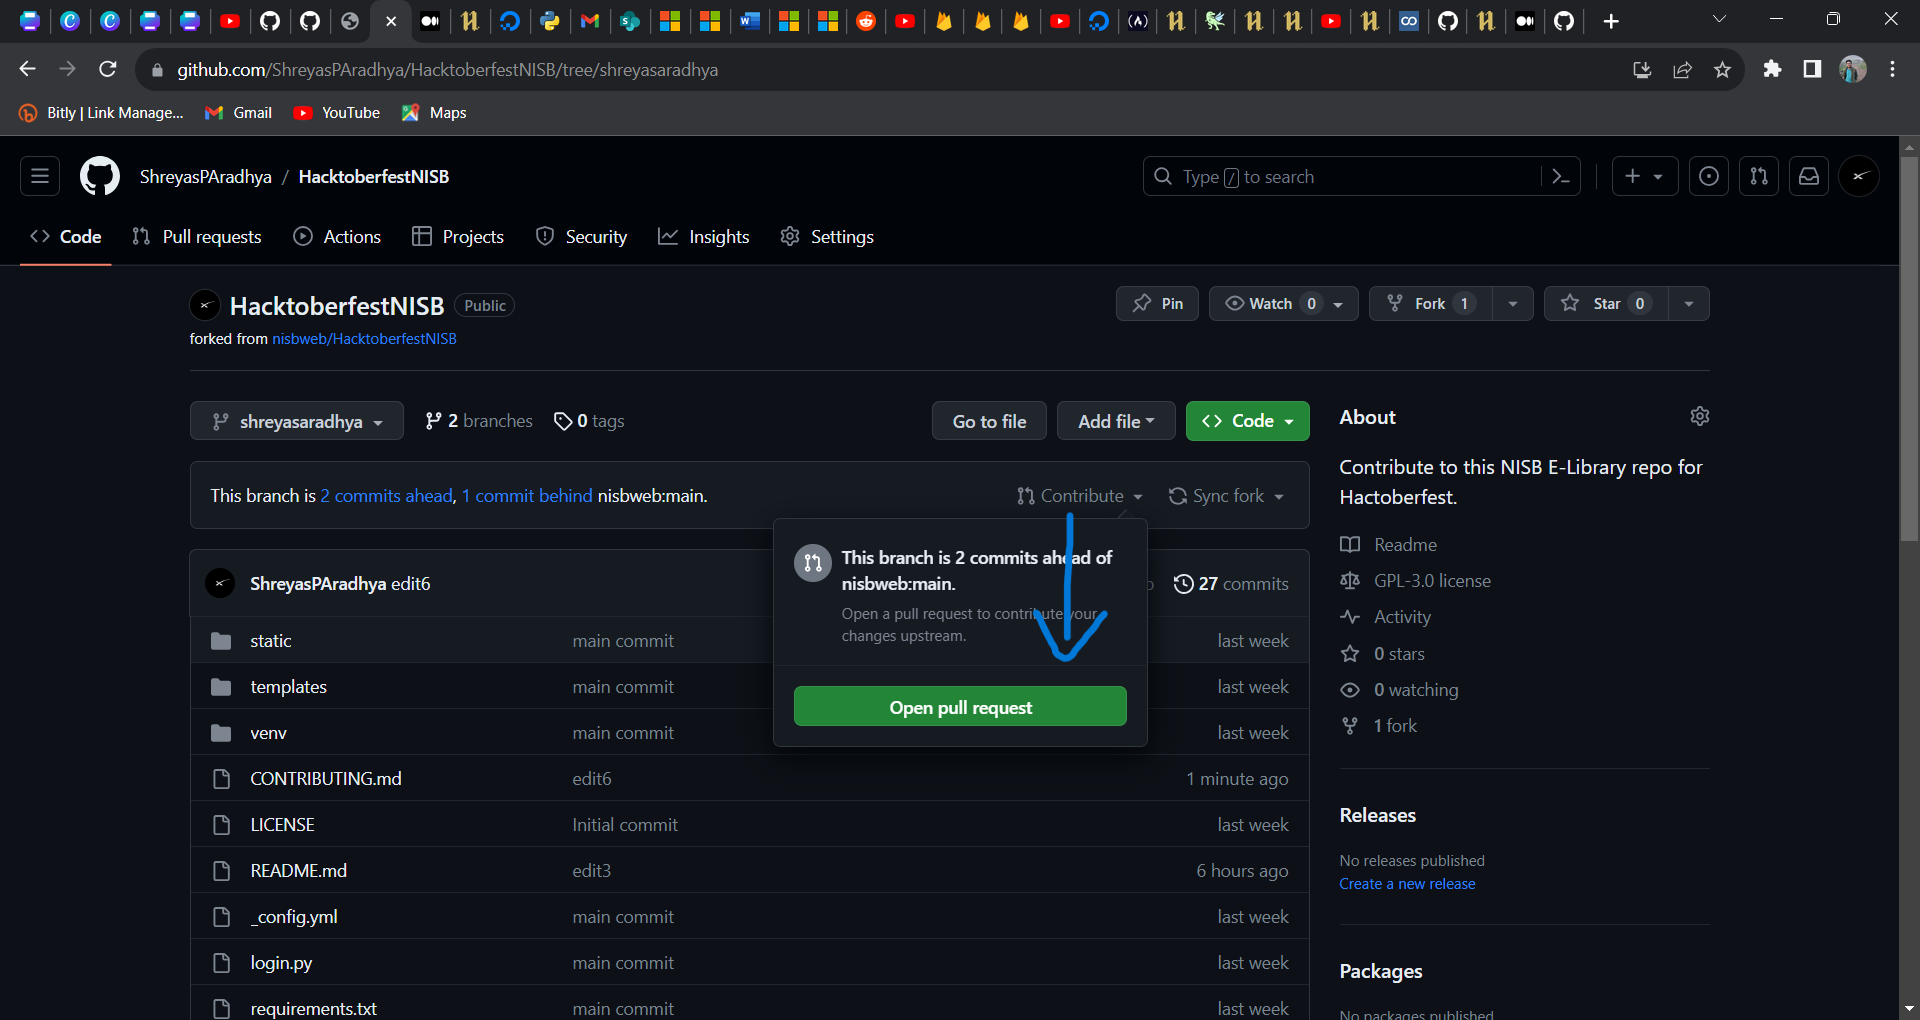 github.com/ShreyasPAradhya/HacktoberfestNISB/tree/shreyasaradhya
Bitly | Link Manage... Gmail YouTube Maps
ShreyasPAradhya / HacktoberfestNISB Type / to search
Code Pull requests Actions Projects Security Insights Settings
HacktoberfestNISB Public Pin Watch 0 Fork 1 Star 0
forked from nisbweb/HacktoberfestNISB
shreyasaradhya 2 branches 0 tags Go to file Add file Code
This branch is 2 commits ahead, 1 commit behind nisbweb:main. Contribute Sync fork
This branch is 2 commits ahead of
nisbweb:main.
Open a pull request to contribute your
changes upstream.
Open pull request
ShreyasPAradhya edit6 27 commits
static main commit last week
templates main commit last week
venv main commit last week
CONTRIBUTING.md edit6 1 minute ago
LICENSE Initial commit last week
README.md edit3 6 hours ago
_config.yml main commit last week
login.py main commit last week
requirements.txt main commit last week
About
Contribute to this NISB E-Library repo for
Hactoberfest.
Readme
GPL-3.0 license
Activity
0 stars
0 watching
1 fork
Releases
No releases published
Create a new release
Packages
No packages published